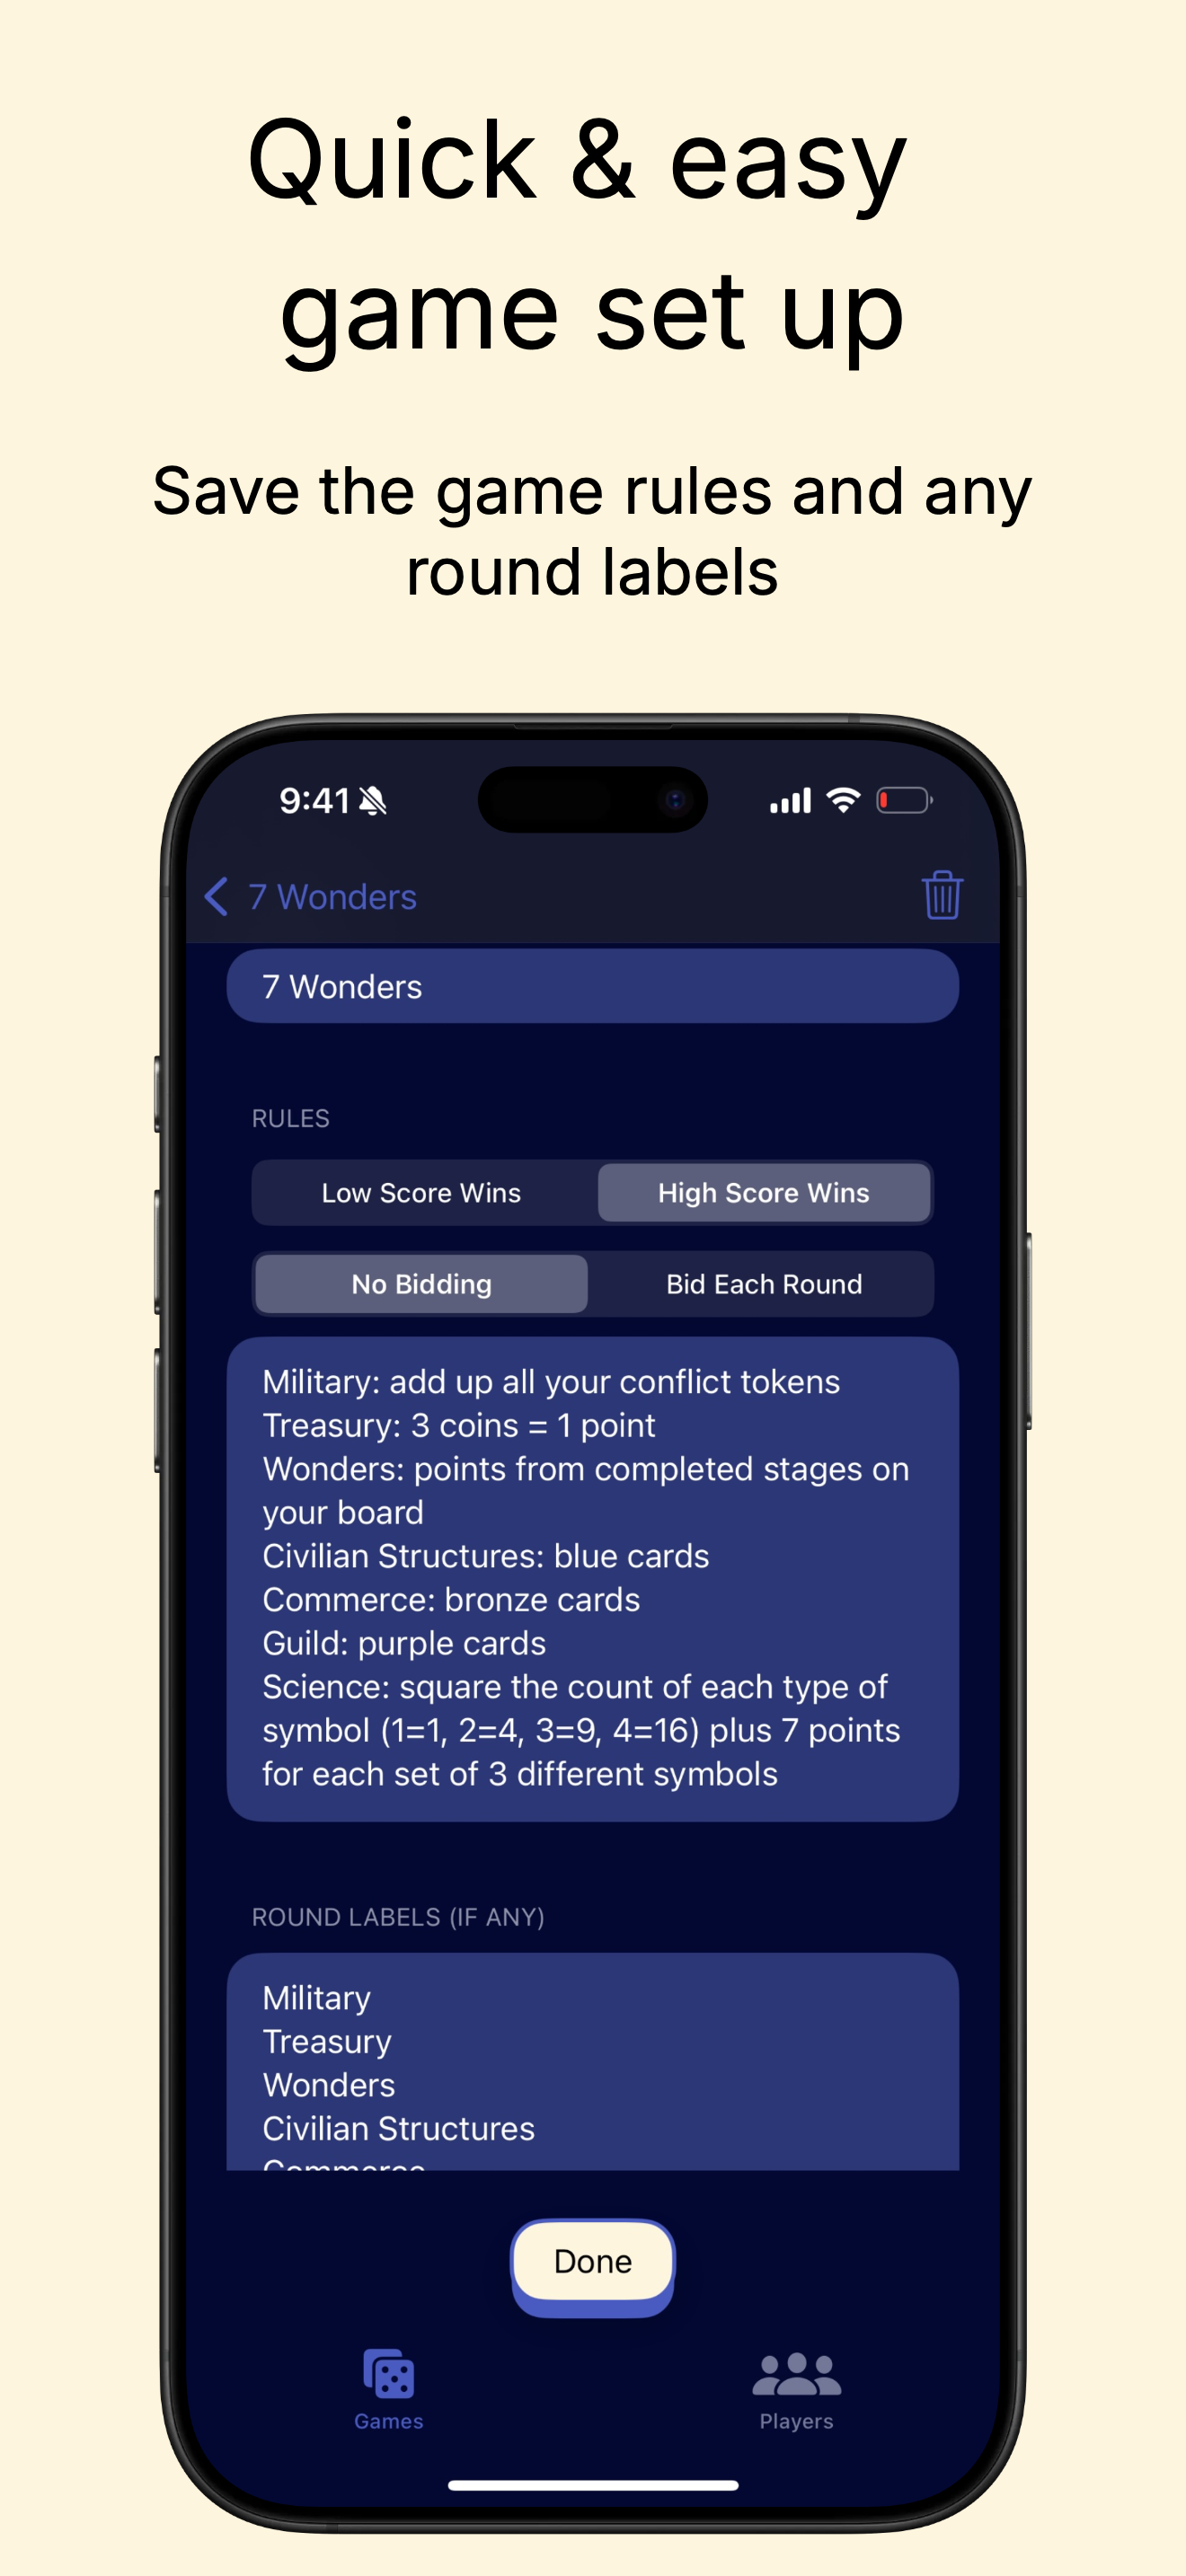 Quick & easy
game set up
Save the game rules and any
round labels
9:41
7 Wonders
7 Wonders
RULES
Low Score Wins
High Score Wins
No Bidding
Bid Each Round
Military: add up all your conflict tokens
Treasury: 3 coins = 1 point
Wonders: points from completed stages on
your board
Civilian Structures: blue cards
Commerce: bronze cards
Guild: purple cards
Science: square the count of each type of
symbol (1=1, 2=4, 3=9, 4=16) plus 7 points
for each set of 3 different symbols
ROUND LABELS (IF ANY)
Military
Treasury
Wonders
Civilian Structures
Commerce
Done
Games
Players